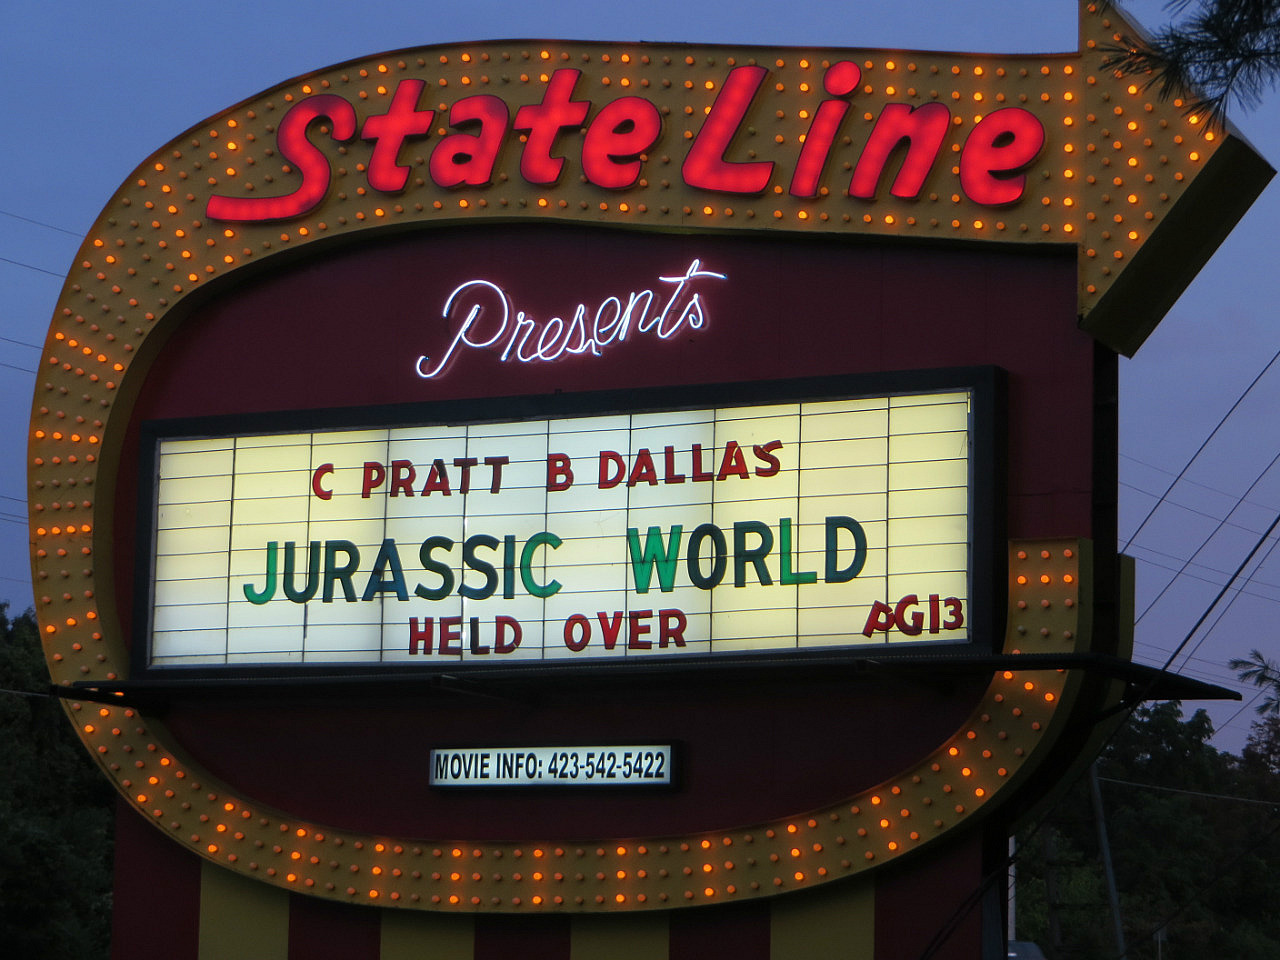 State Line
Presents
C PRATT B DALLAS
JURASSIC WORLD
HELD OVER
PG13
MOVIE INFO: 423-542-5422